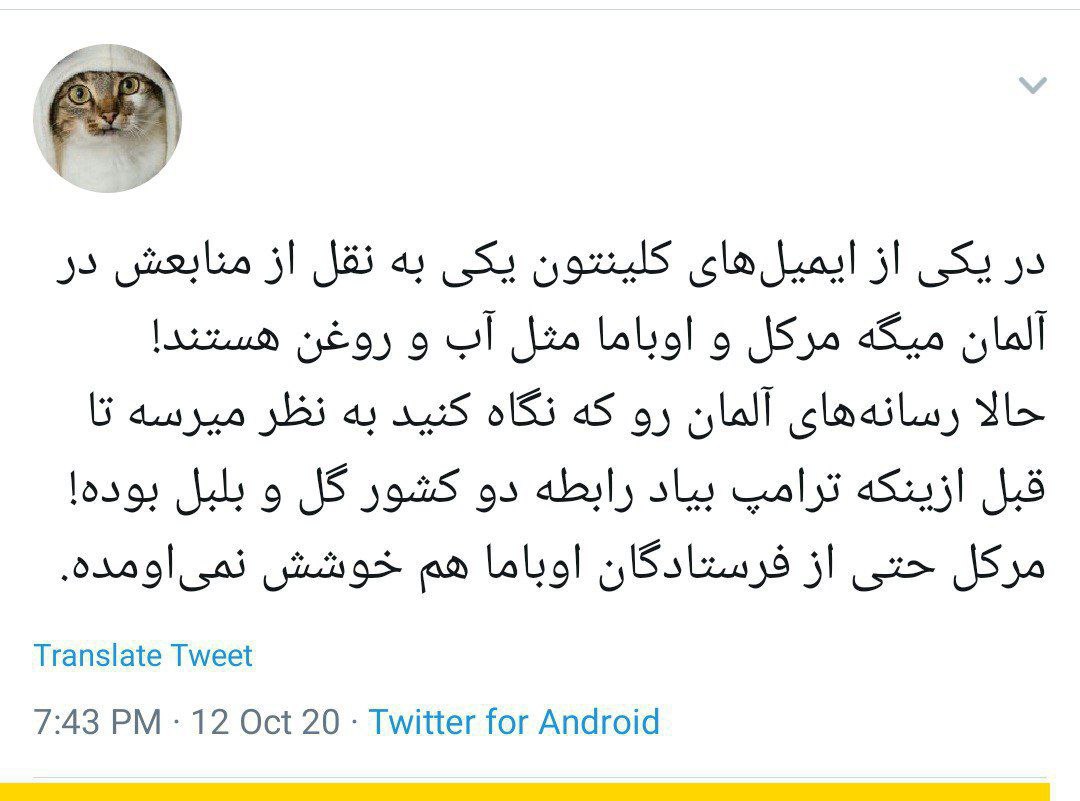 در یکی از ایمیل‌های کلینتون یکی به نقل از منابعش در
آلمان میگه مرکل و اوباما مثل آب و روغن هستند!
حالا رسانه‌های آلمان رو که نگاه کنید به نظر میرسه تا
قبل ازینکه ترامپ بیاد رابطه دو کشور گل و بلبل بوده!
مرکل حتی از فرستادگان اوباما هم خوشش نمی‌اومده.
Translate Tweet
7:43 PM · 12 Oct 20 · Twitter for Android